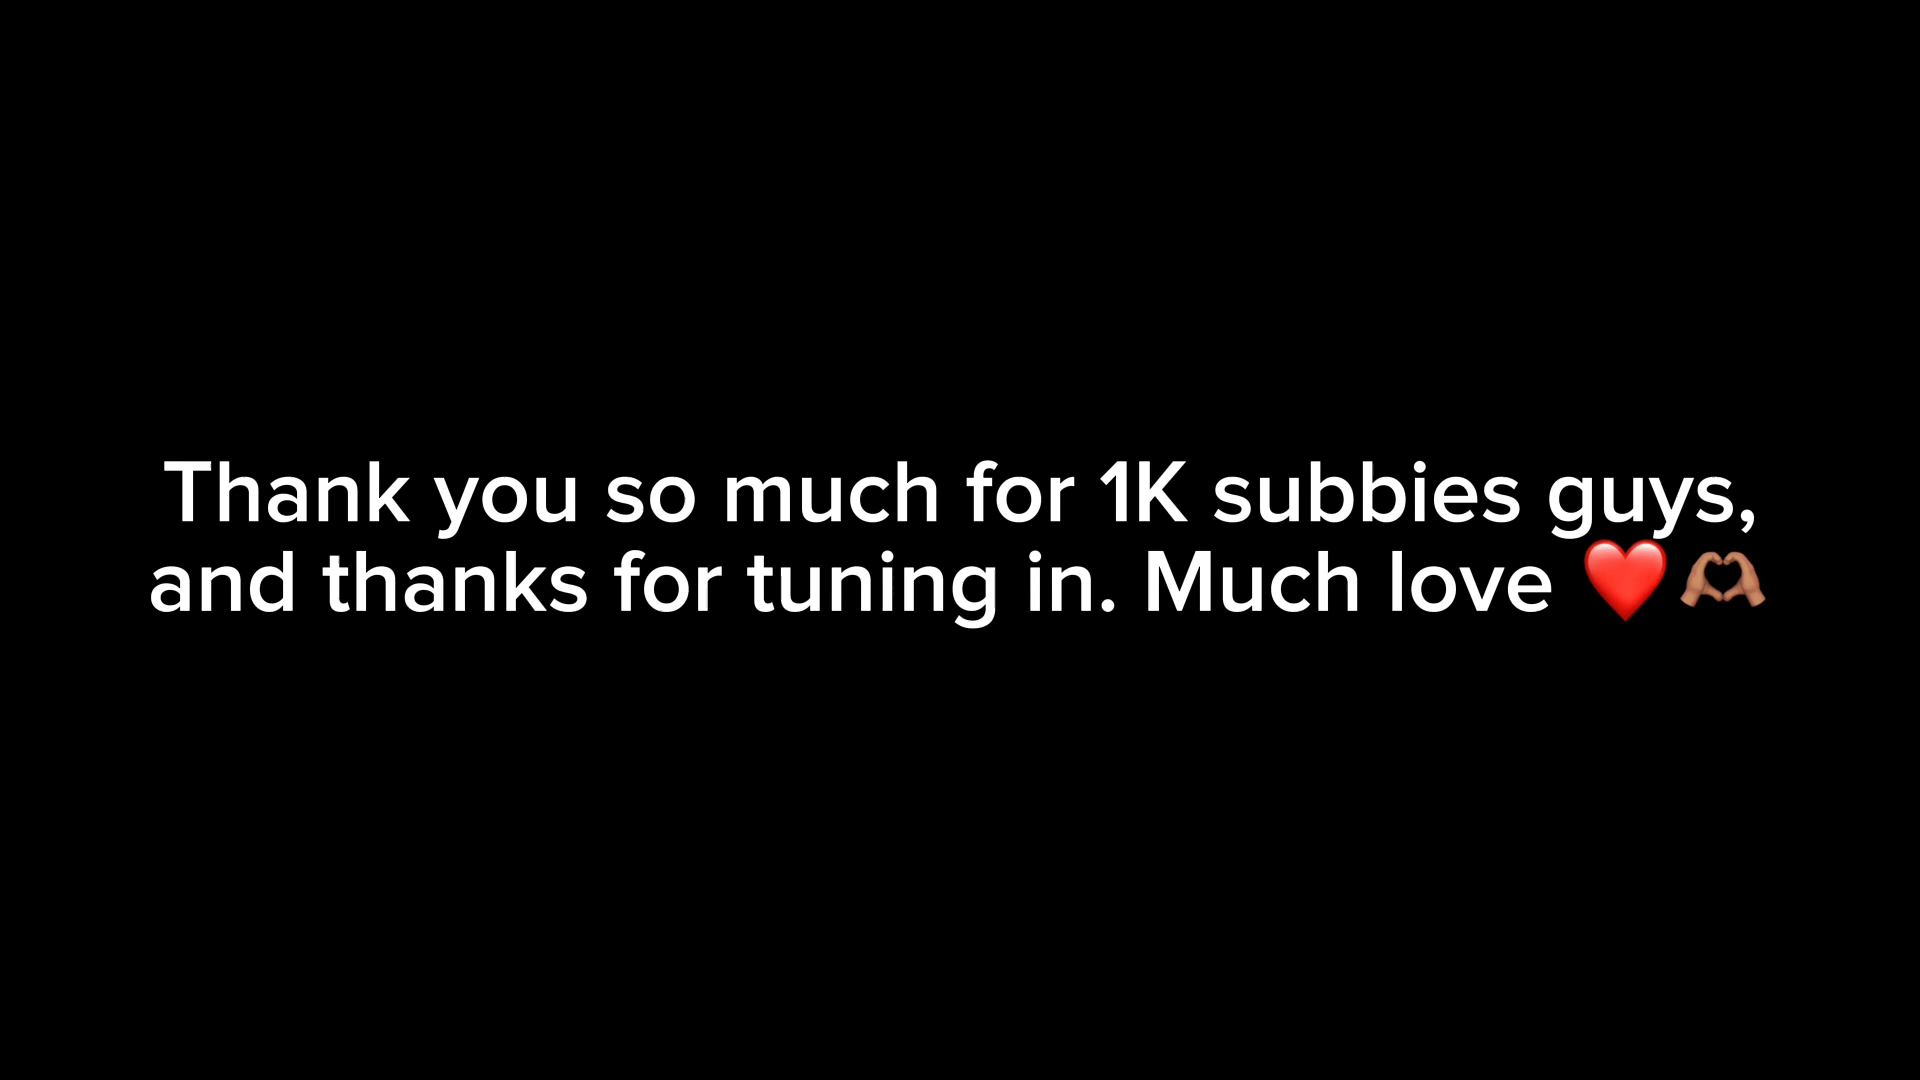 Thank you so much for 1K subbies guys,
and thanks for tuning in. Much love ❤️🫶🏽